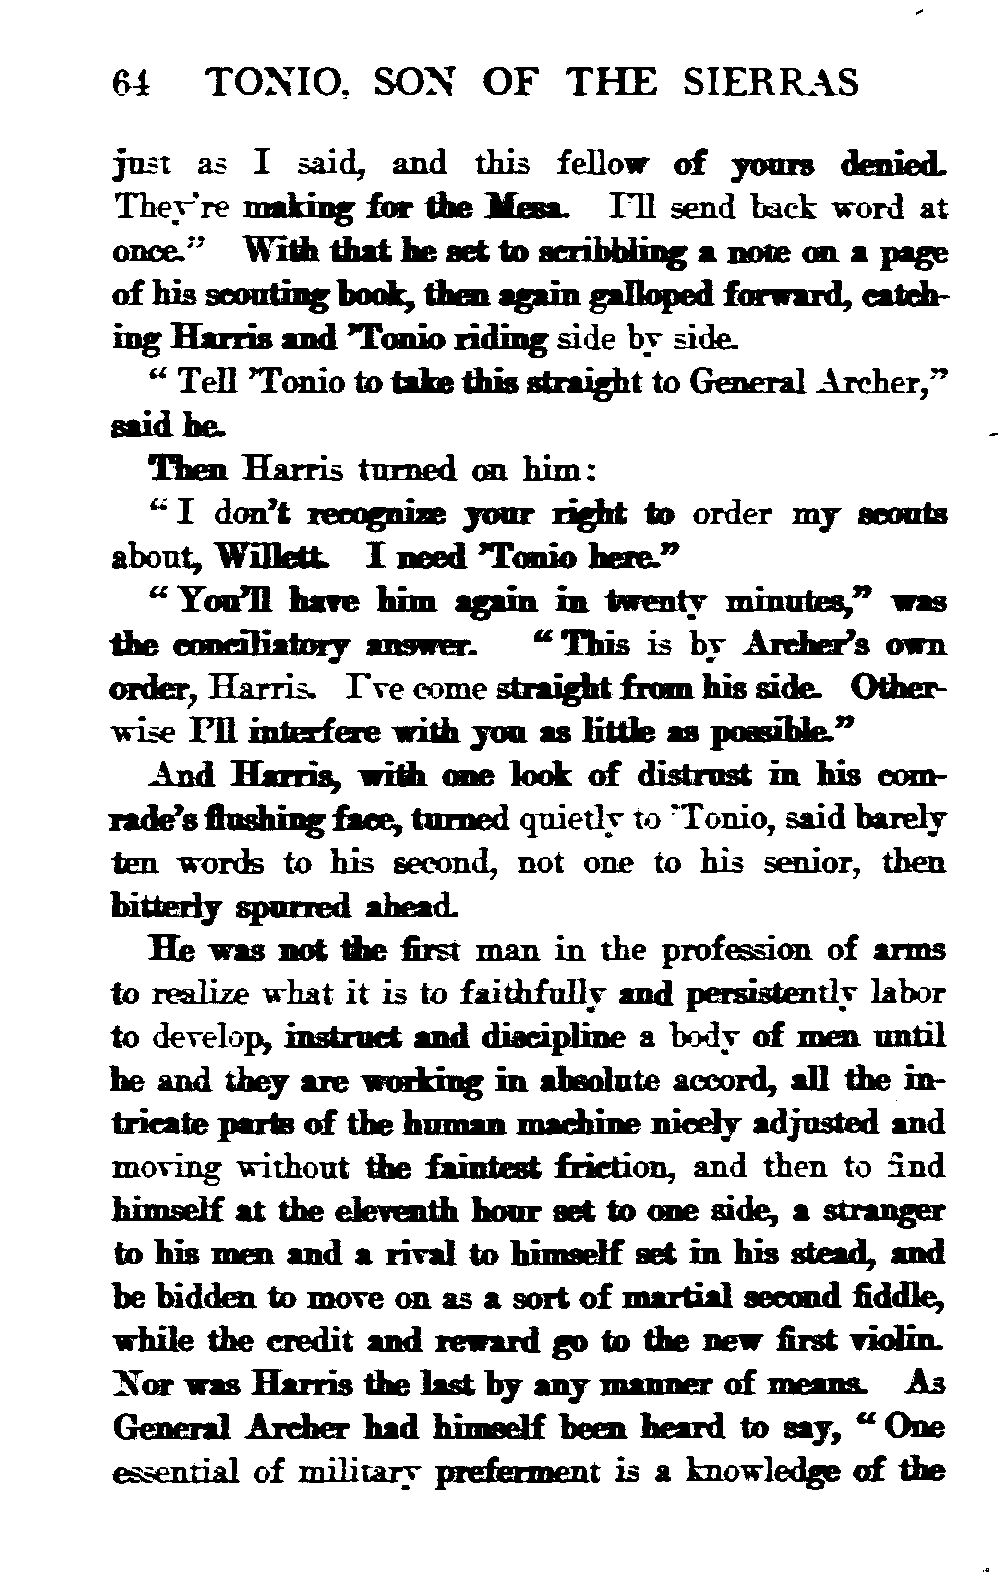 64 TONIO, SON OF THE SIERRAS
just as I said, and this fellow of yours denied.
They're making for the Mesa. I'll send back word at
once." With that he set to scribbling a note on a page
of his scouting book, then again galloped forward, catch-
ing Harris and 'Tonio riding side by side.
"Tell 'Tonio to take this straight to General Archer,"
said he.
Then Harris turned on him:
"I don't recognize your right to order my scouts
about, Willett. I need 'Tonio here."
"You'll have him again in twenty minutes," was
the conciliatory answer. "This is by Archer's own
order, Harris. I've come straight from his side. Other-
wise I'll interfere with you as little as possible."
And Harris, with one look of distrust in his com-
rade's flushing face, turned quietly to 'Tonio, said barely
ten words to his second, not one to his senior, then
bitterly spurred ahead.
He was not the first man in the profession of arms
to realize what it is to faithfully and persistently labor
to develop, instruct and discipline a body of men until
he and they are working in absolute accord, all the in-
tricate parts of the human machine nicely adjusted and
moving without the faintest friction, and then to find
himself at the eleventh hour set to one side, a stranger
to his men and a rival to himself set in his stead, and
be bidden to move on as a sort of martial second fiddle,
while the credit and reward go to the new first violin.
Nor was Harris the last by any manner of means. As
General Archer had himself been heard to say, "One
essential of military preferment is a knowledge of the